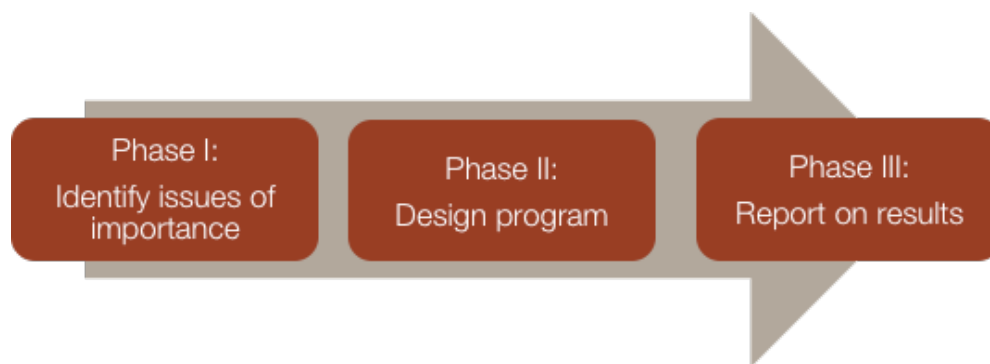 Phase I:
Identify issues of
importance
Phase II:
Design program
Phase III:
Report on results